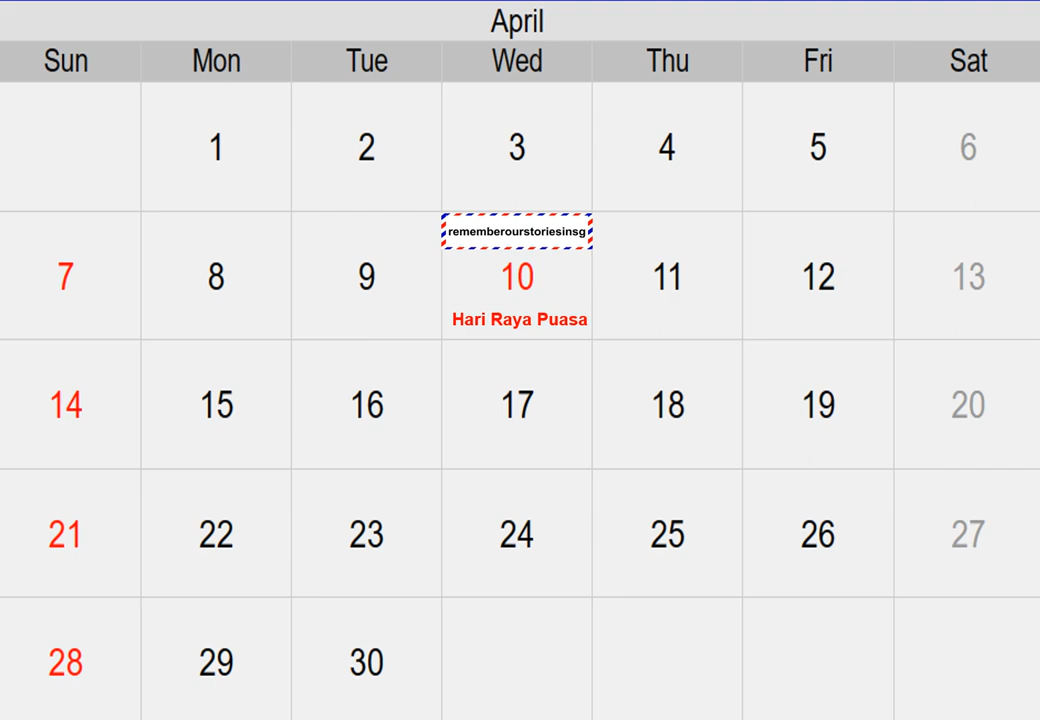 April
Sun Mon Tue Wed Thu Fri Sat
1 2 3 4 5 6
rememberourstoriesinsg
7 8 9 10 11 12 13
Hari Raya Puasa
14 15 16 17 18 19 20
21 22 23 24 25 26 27
28 29 30